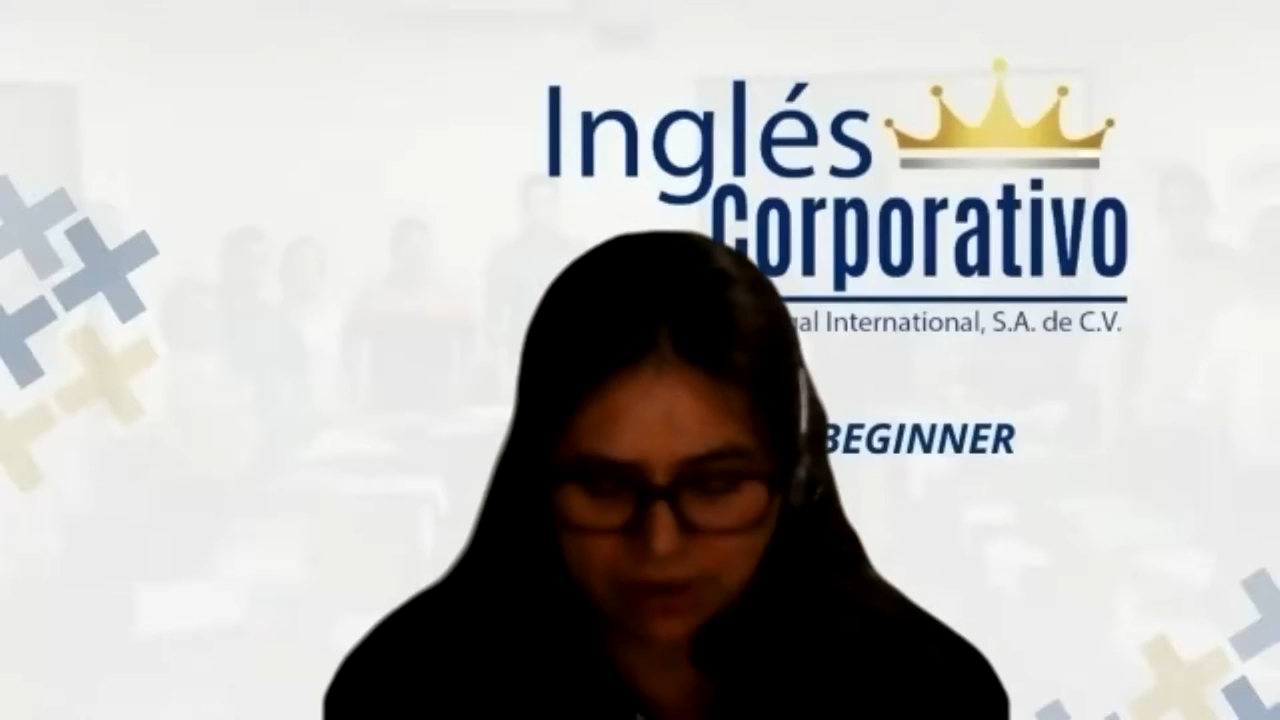 Inglés
Corporativo
International, S.A. de C.V.
BEGINNER